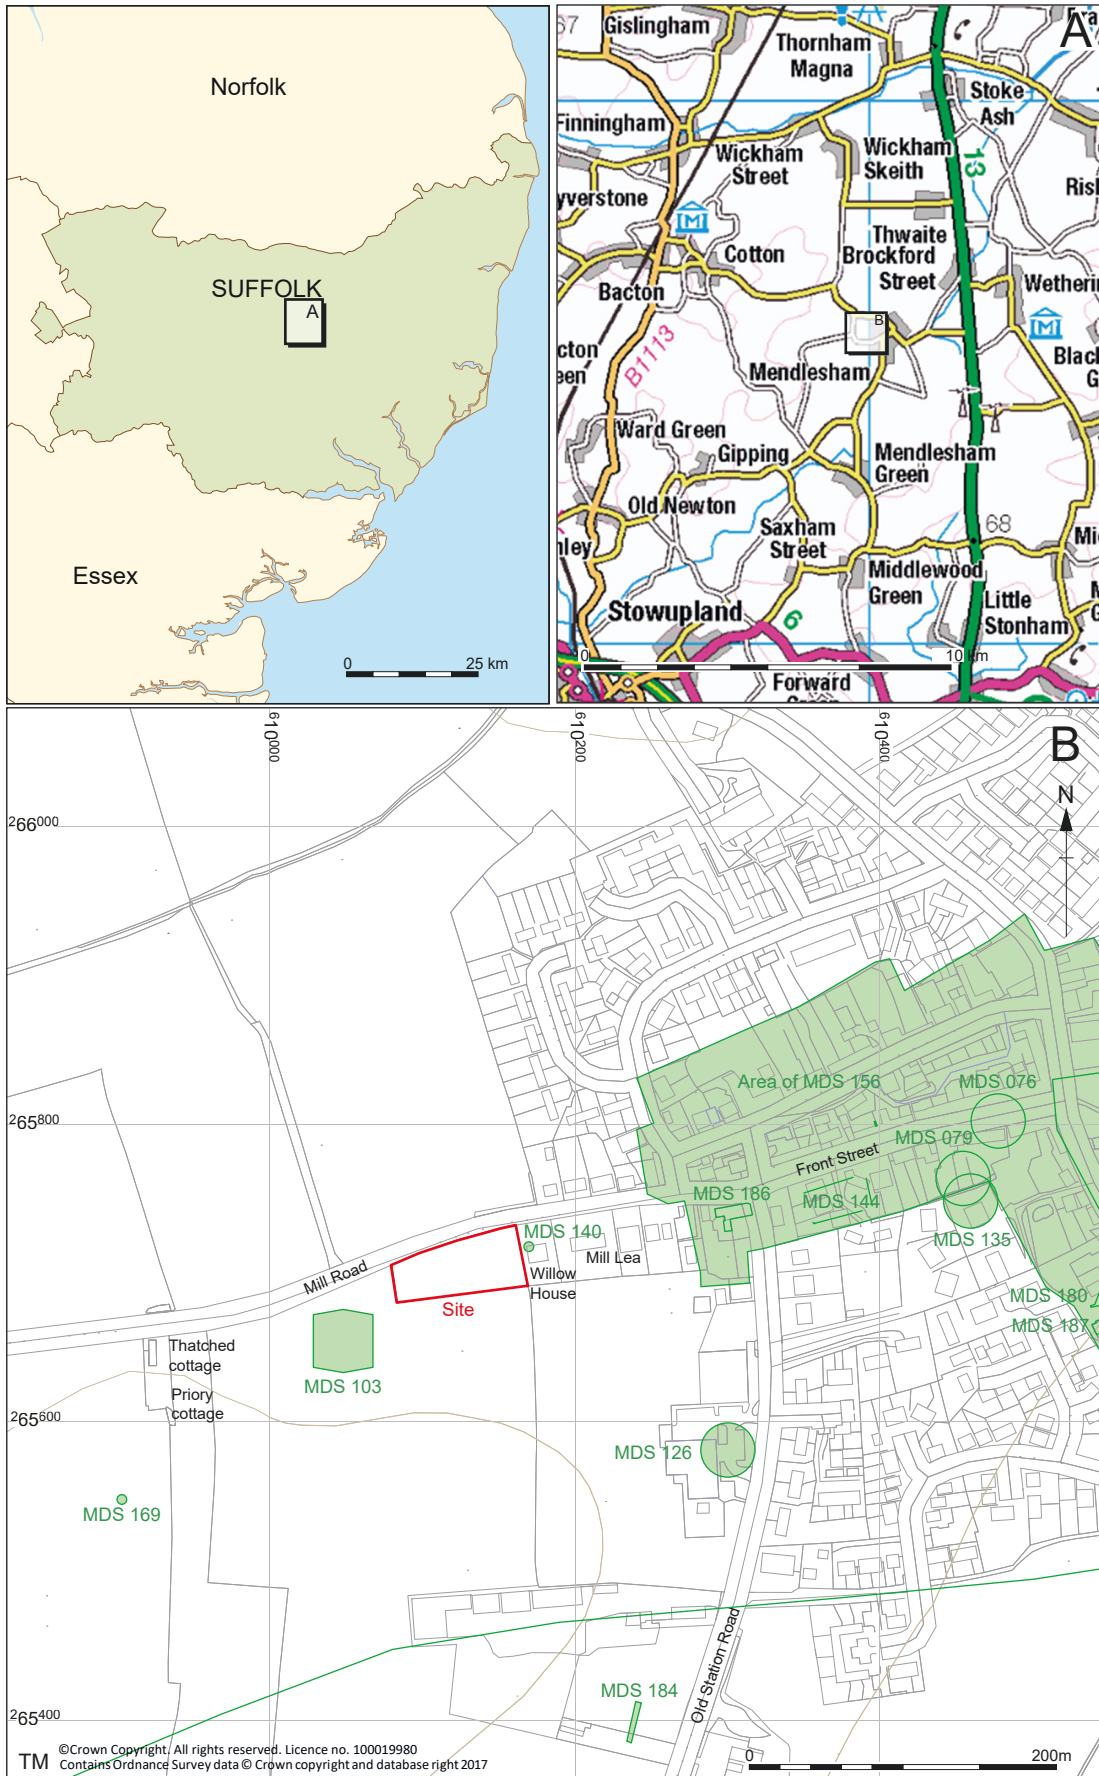 Norfolk
SUFFOLK
A
Essex
0
25 km
A
67
Gislingham
Thornham
Magna
Stoke
Ash
Finningham
Wickham
Street
Wickham
Skeith
13
yverstone
Thwaite
Cotton
Brockford
Street
Bacton
B
B1113
Mendlesham
Ward Green
Gipping
Mendlesham
Green
Old Newton
Saxham
Street
68
Middlewood
Green
Stowupland
6
Little
Stonham
0
10 km
Forward
B
N
610000
610200
610400
266000
265800
265600
265400
Area of MDS 156
MDS 076
MDS 079
Front Street
MDS 186
MDS 144
MDS 135
MDS 140
Mill Lea
Willow
House
Mill Road
Site
MDS 180
MDS 187
Thatched
cottage
MDS 103
Priory
cottage
MDS 126
MDS 169
Old Station Road
MDS 184
TM
©Crown Copyright. All rights reserved. Licence no. 100019980
Contains Ordnance Survey data © Crown copyright and database right 2017
0
200m